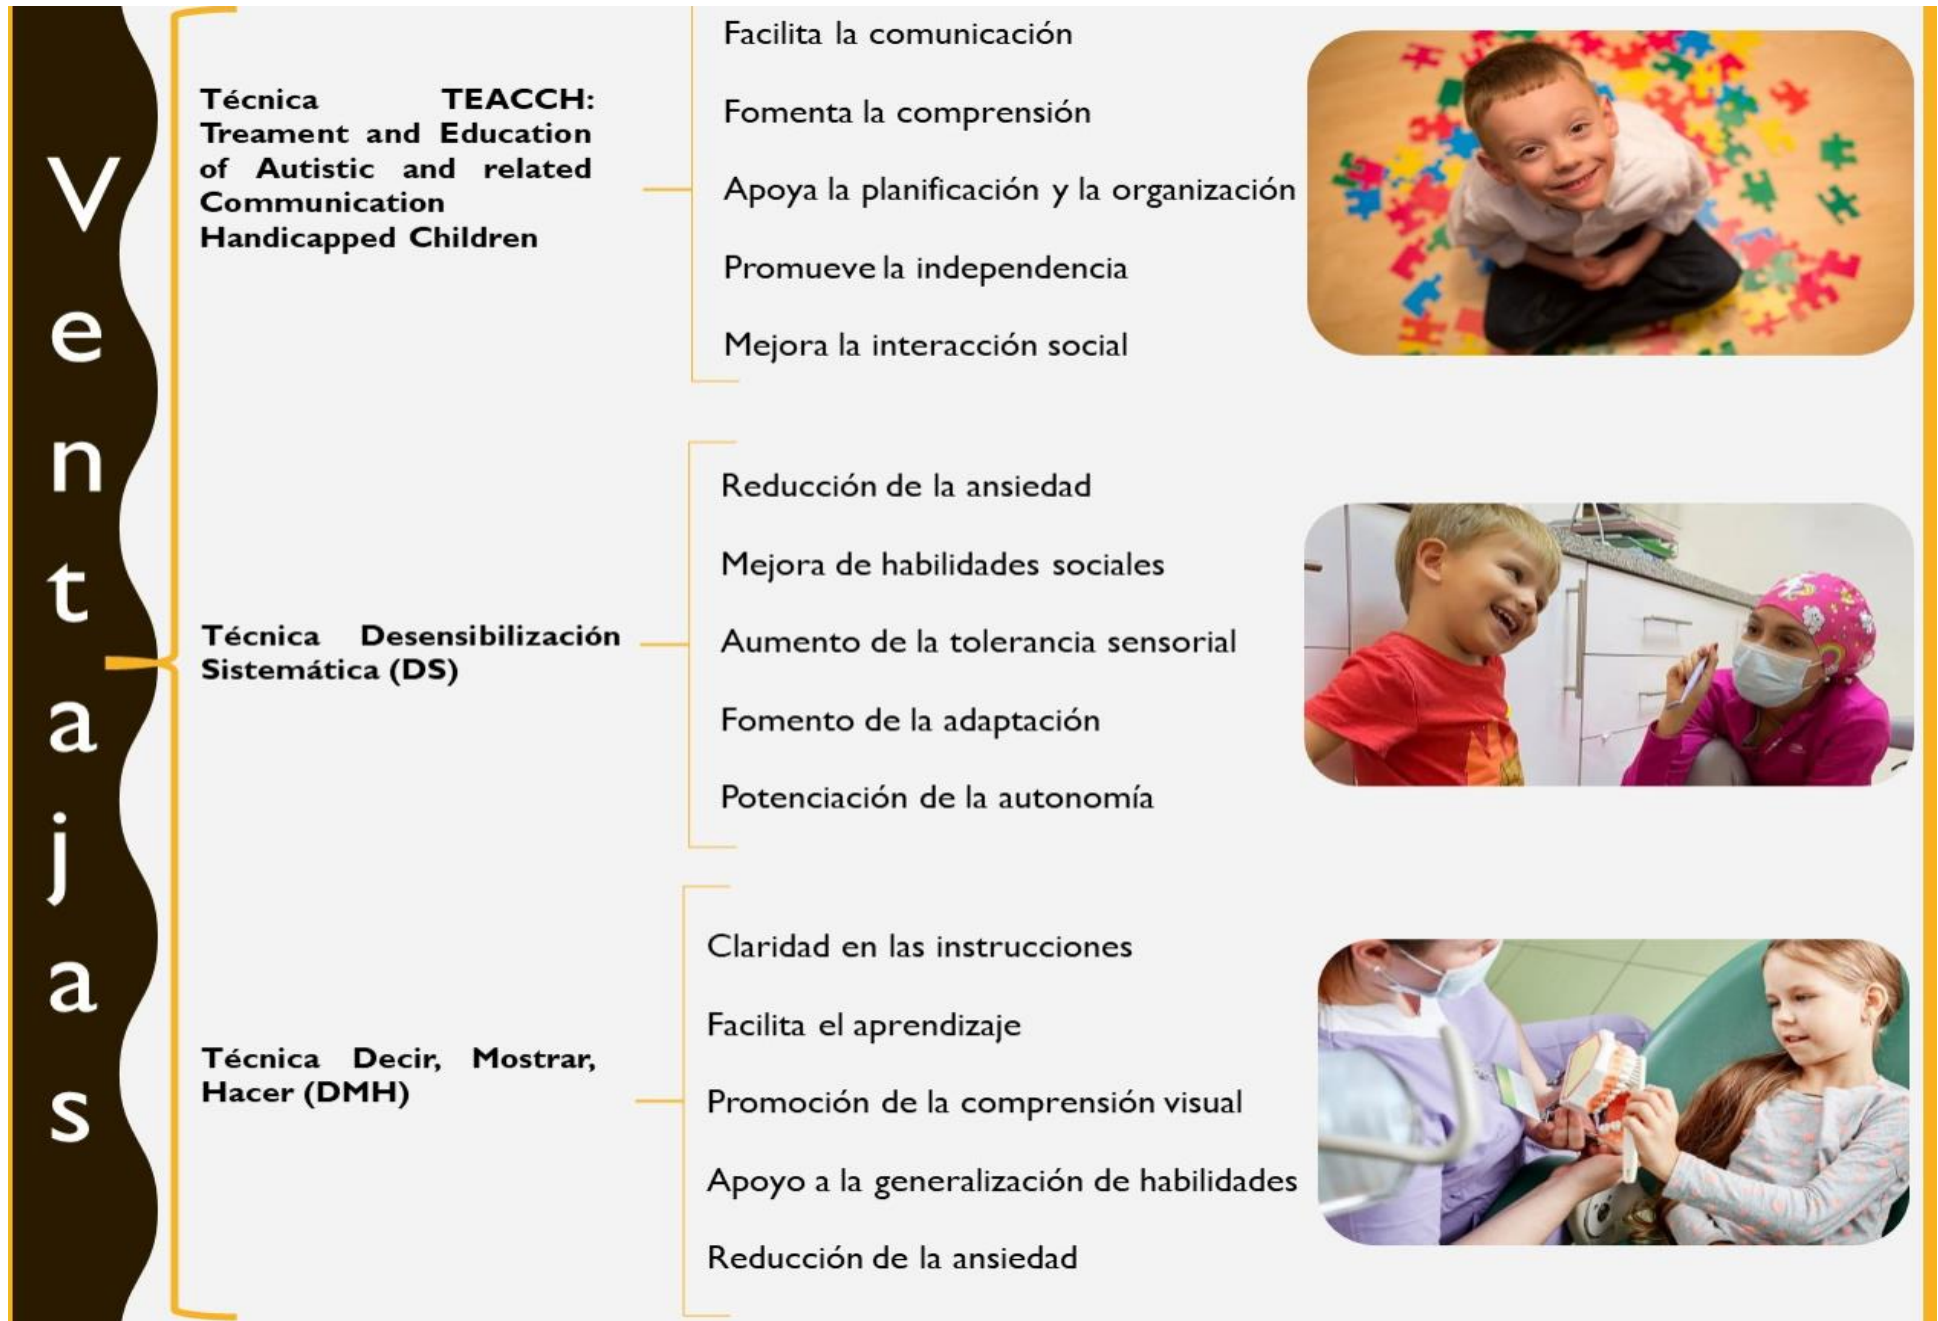 Ventajas
Técnica TEACCH:
Treament and Education
of Autistic and related
Communication
Handicapped Children
Facilita la comunicación
Fomenta la comprensión
Apoya la planificación y la organización
Promueve la independencia
Mejora la interacción social
Técnica Desensibilización
Sistemática (DS)
Reducción de la ansiedad
Mejora de habilidades sociales
Aumento de la tolerancia sensorial
Fomento de la adaptación
Potenciación de la autonomía
Técnica Decir, Mostrar,
Hacer (DMH)
Claridad en las instrucciones
Facilita el aprendizaje
Promoción de la comprensión visual
Apoyo a la generalización de habilidades
Reducción de la ansiedad